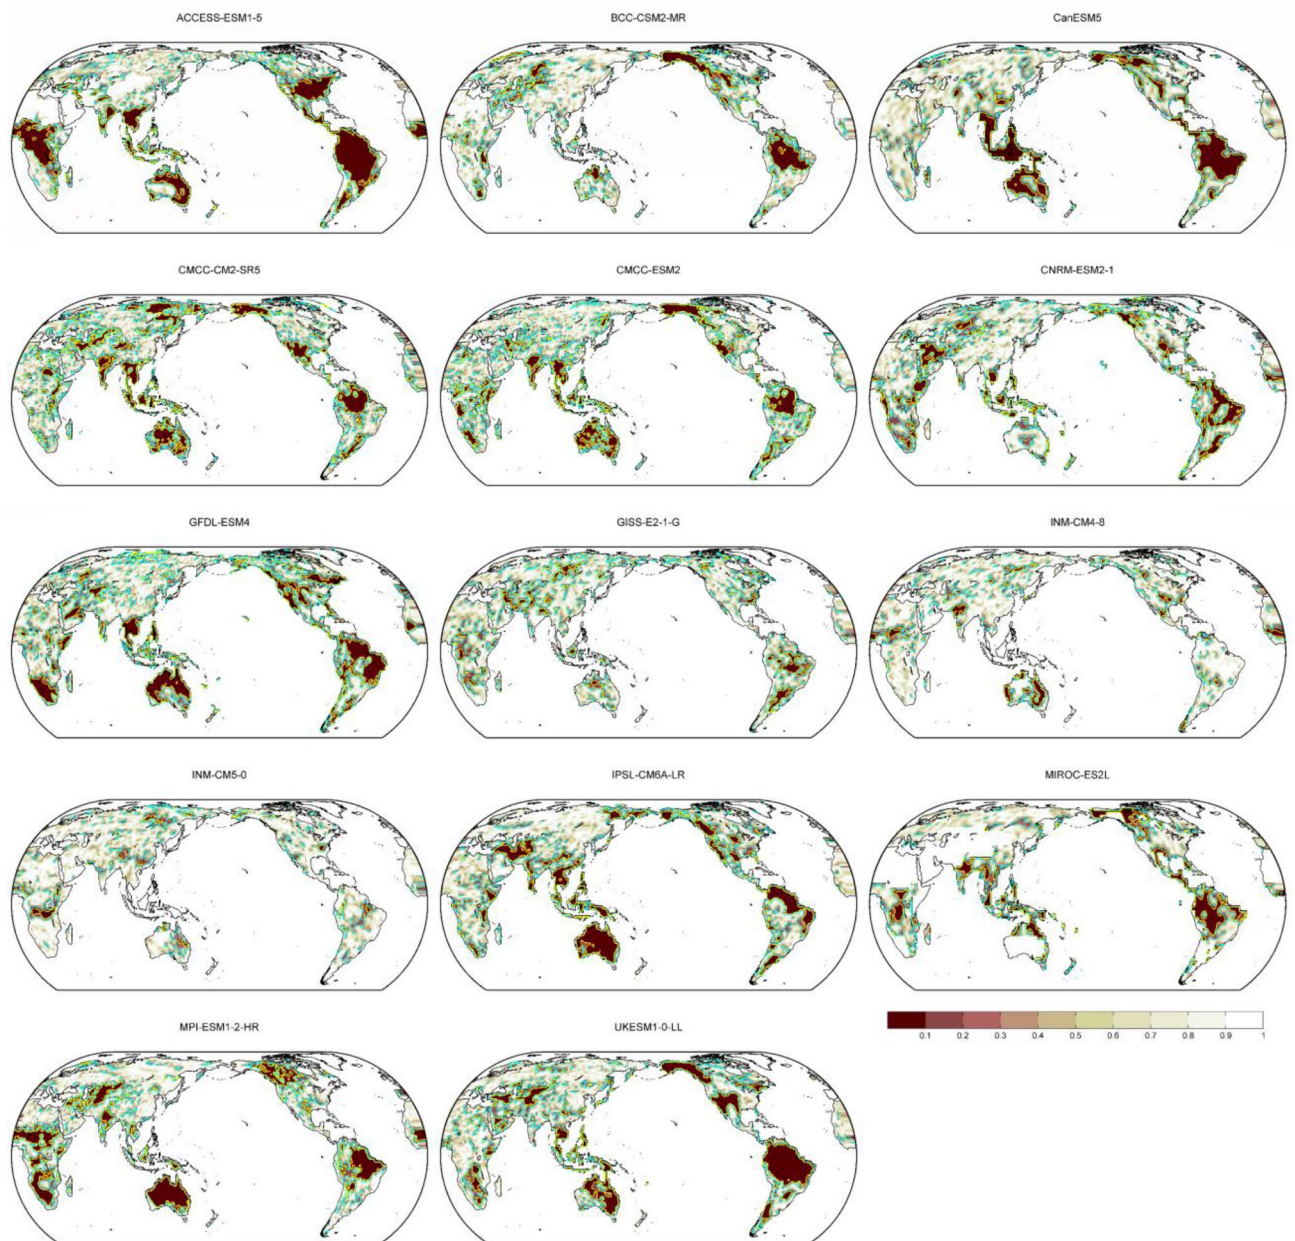 ACCESS-ESM1-5
BCC-CSM2-MR
CanESM5
CMCC-CM2-SR5
CMCC-ESM2
CNRM-ESM2-1
GFDL-ESM4
GISS-E2-1-G
INM-CM4-8
INM-CM5-0
IPSL-CM6A-LR
MIROC-ES2L
0.1 0.2 0.3 0.4 0.5 0.6 0.7 0.8 0.9 1
MPI-ESM1-2-HR
UKESM1-0-LL